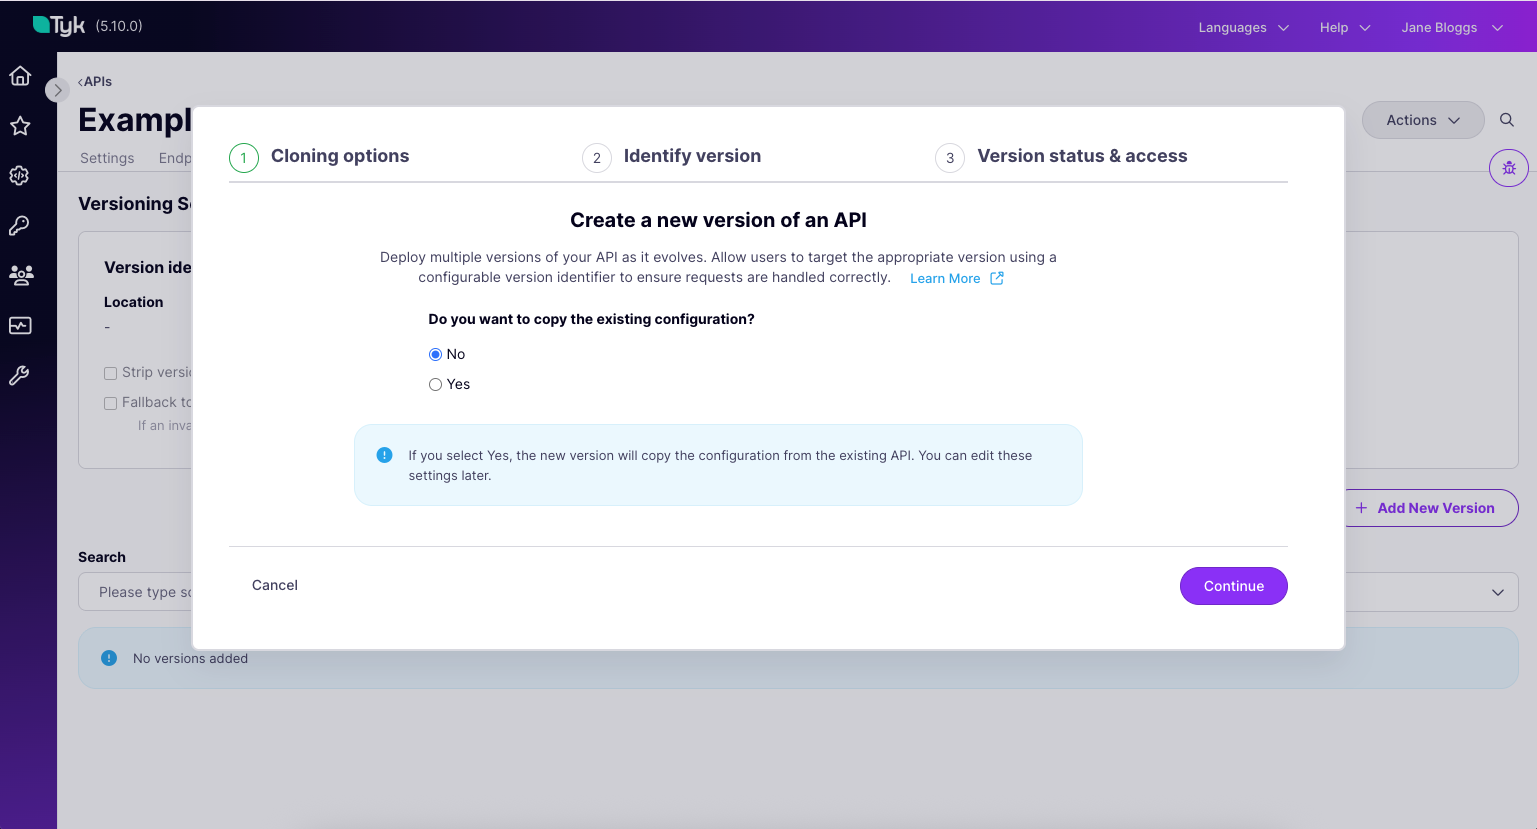 Tyk (5.10.0)
Languages
Help
Jane Bloggs
APIs
Exampl
Actions
Settings
Endp
Versioning S
Version ide
Location
-
Strip versi
Fallback to
If an inva
Add New Version
Search
Please type so
No versions added
1 Cloning options
2 Identify version
3 Version status & access
Create a new version of an API
Deploy multiple versions of your API as it evolves. Allow users to target the appropriate version using a
configurable version identifier to ensure requests are handled correctly. Learn More
Do you want to copy the existing configuration?
No
Yes
If you select Yes, the new version will copy the configuration from the existing API. You can edit these
settings later.
Cancel
Continue